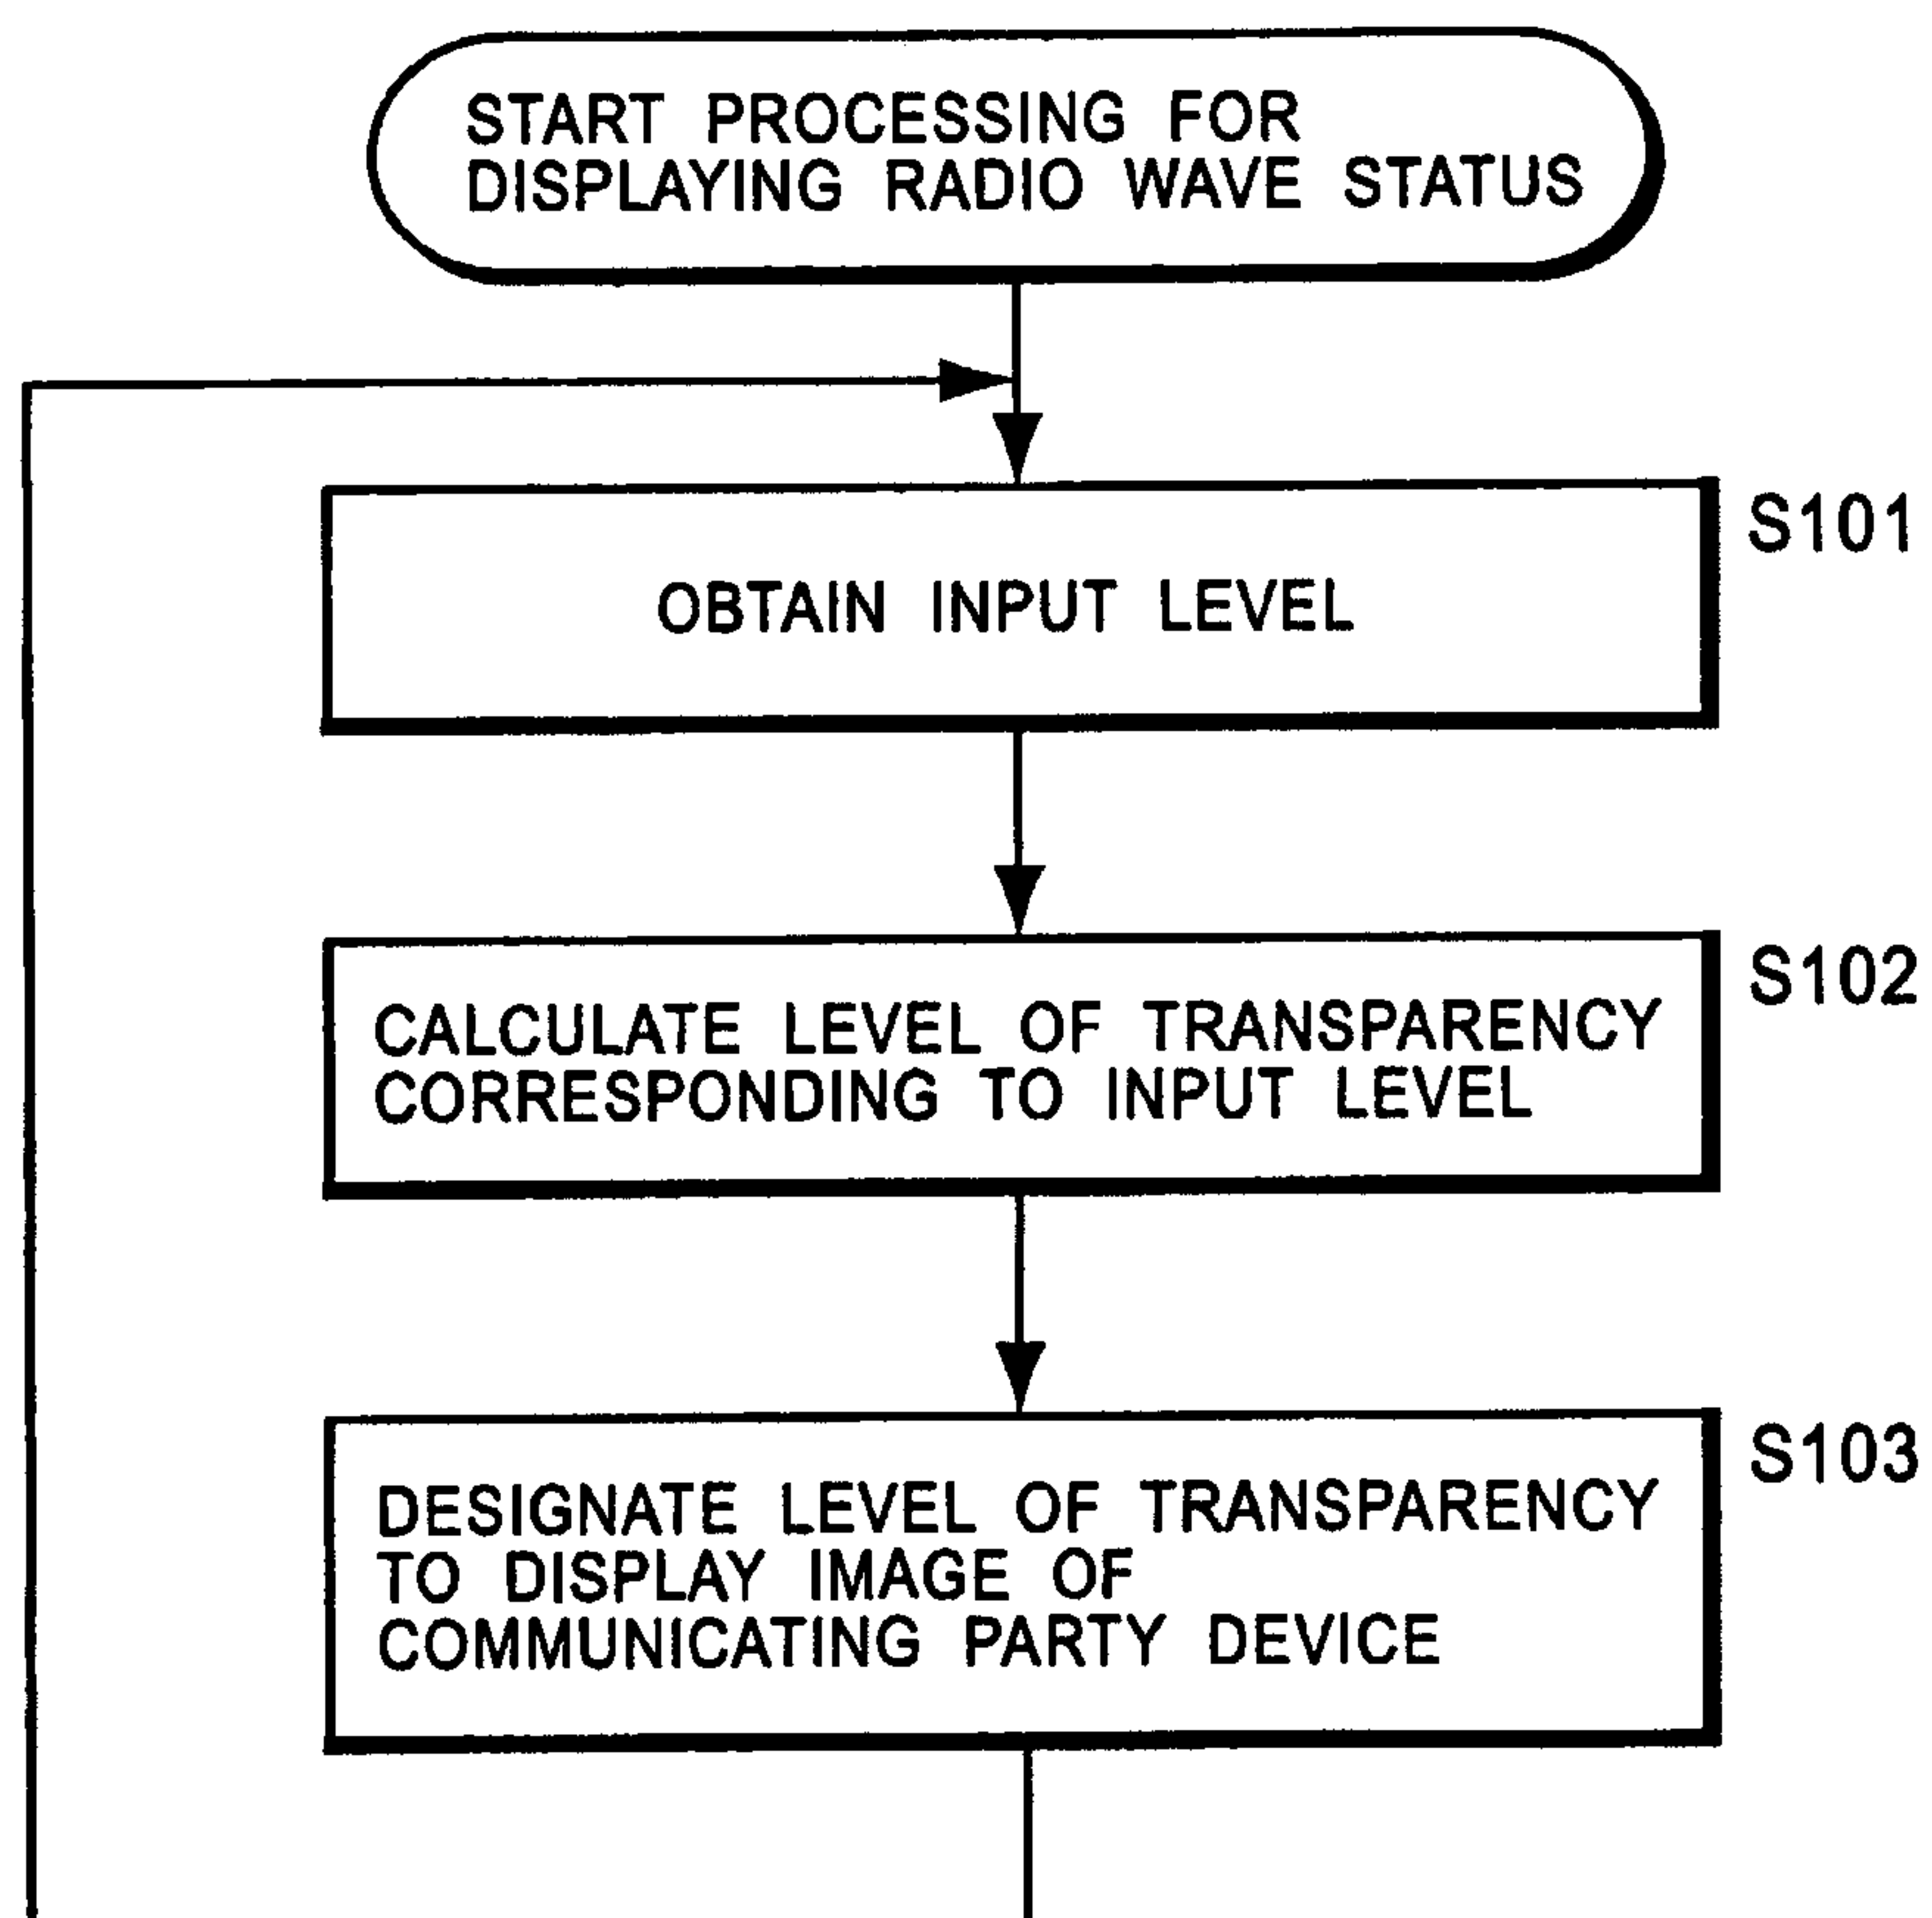 START PROCESSING FOR
DISPLAYING RADIO WAVE STATUS
S101
OBTAIN INPUT LEVEL
S102
CALCULATE LEVEL OF TRANSPARENCY
CORRESPONDING TO INPUT LEVEL
S103
DESIGNATE LEVEL OF TRANSPARENCY
TO DISPLAY IMAGE OF
COMMUNICATING PARTY DEVICE